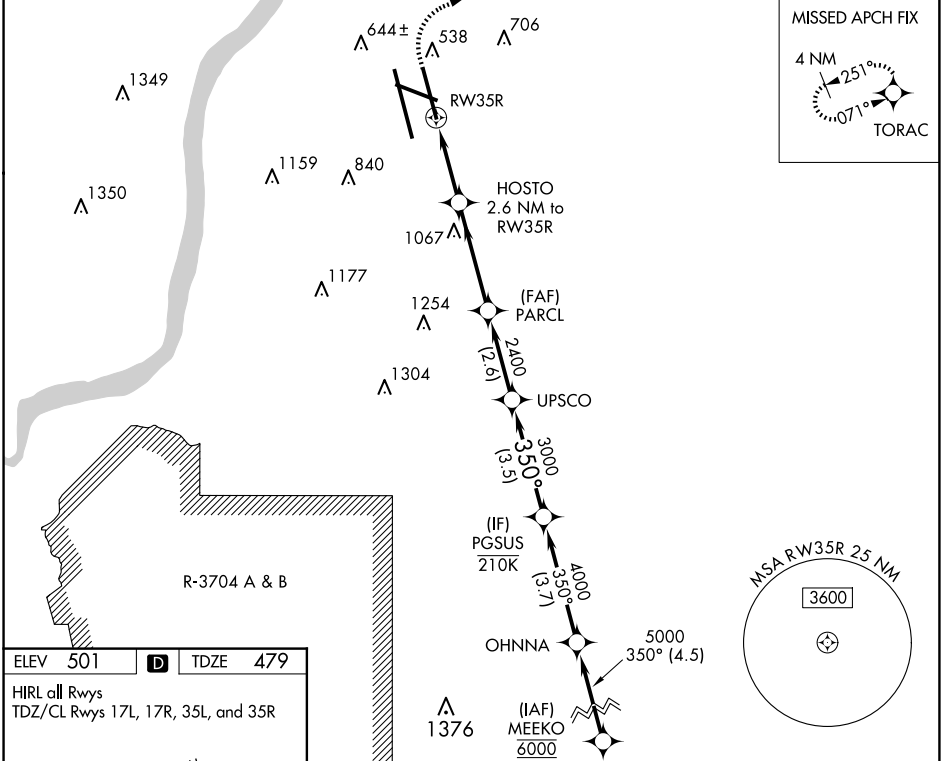 644±
538
706
1349
RW35R
MISSED APCH FIX
4 NM
251°
071°
TORAC
1159
840
1350
HOSTO
2.6 NM to
RW35R
1067
1177
1254
(FAF)
PARCL
2400
(2.6)
1304
UPSCO
3000
350°
(3.5)
(IF)
PGSUS
210K
R-3704 A & B
4000
350°
(3.7)
MSA RW35R 25 NM
3600
OHNNA
5000
350° (4.5)
ELEV 501 D TDZE 479
HIRL all Rwys
TDZ/CL Rwys 17L, 17R, 35L, and 35R
1376
(IAF)
MEEKO
6000